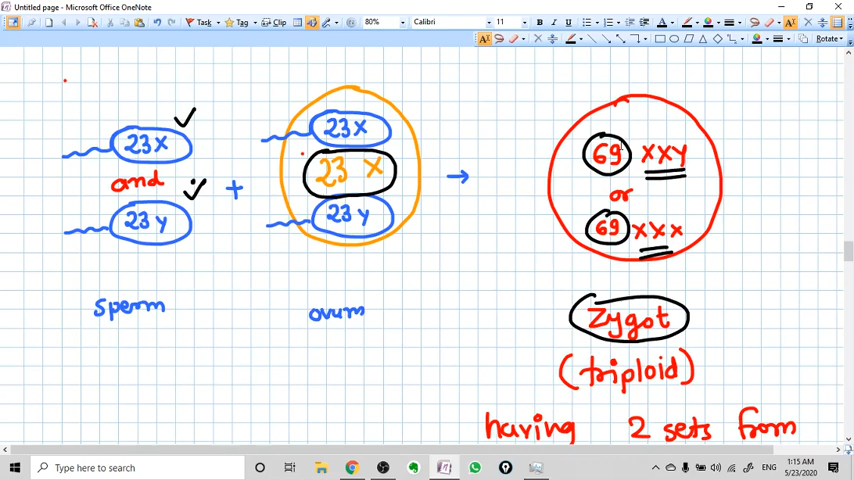 Untitled page - Microsoft Office OneNote
Task Tag Clip 80% Calibri 11 B I U
Rotate
23X
and
23y
sperm
+
23X
23 X
23y
ovum
→
69 XXY
or
69 XXX
Zygot
(triploid)
having 2 sets from
Type here to search
ENG
1:15 AM
5/23/2020